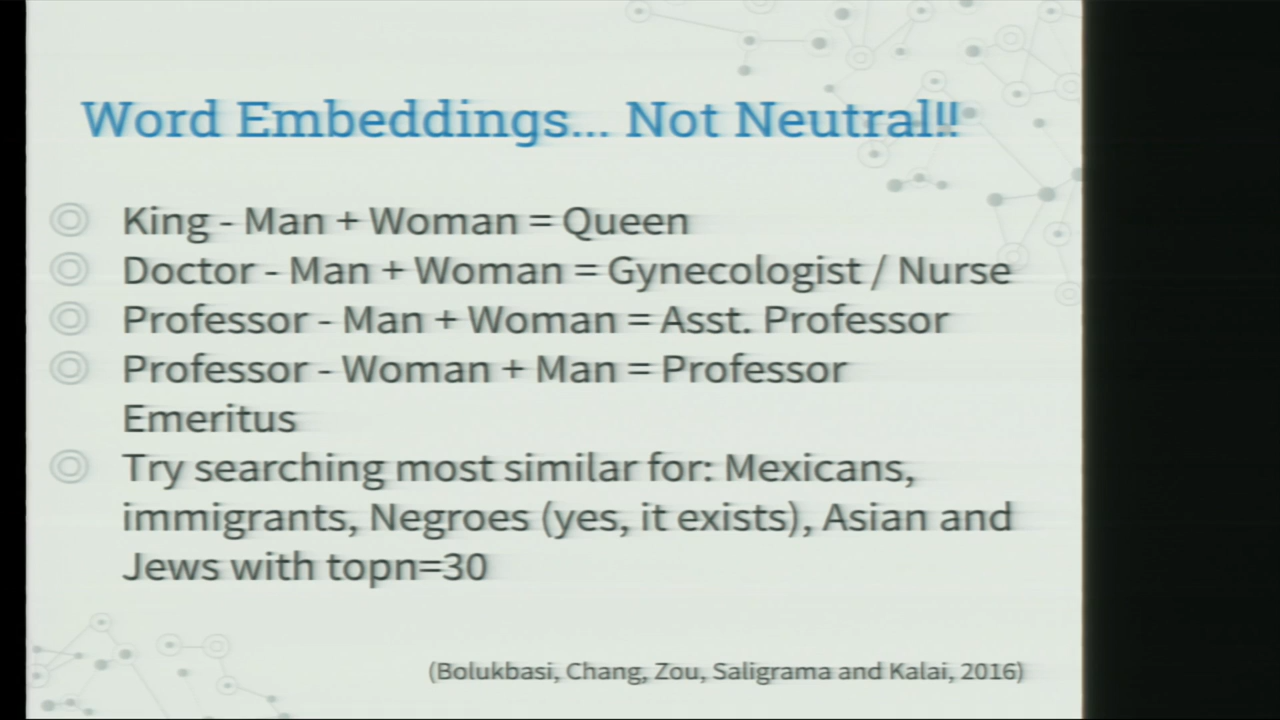 Word Embeddings... Not Neutral!!
King - Man + Woman = Queen
Doctor - Man + Woman = Gynecologist / Nurse
Professor - Man + Woman = Asst. Professor
Professor - Woman + Man = Professor
Emeritus
Try searching most similar for: Mexicans,
immigrants, Negroes (yes, it exists), Asian and
Jews with topn=30
(Bolukbasi, Chang, Zou, Saligrama and Kalai, 2016)